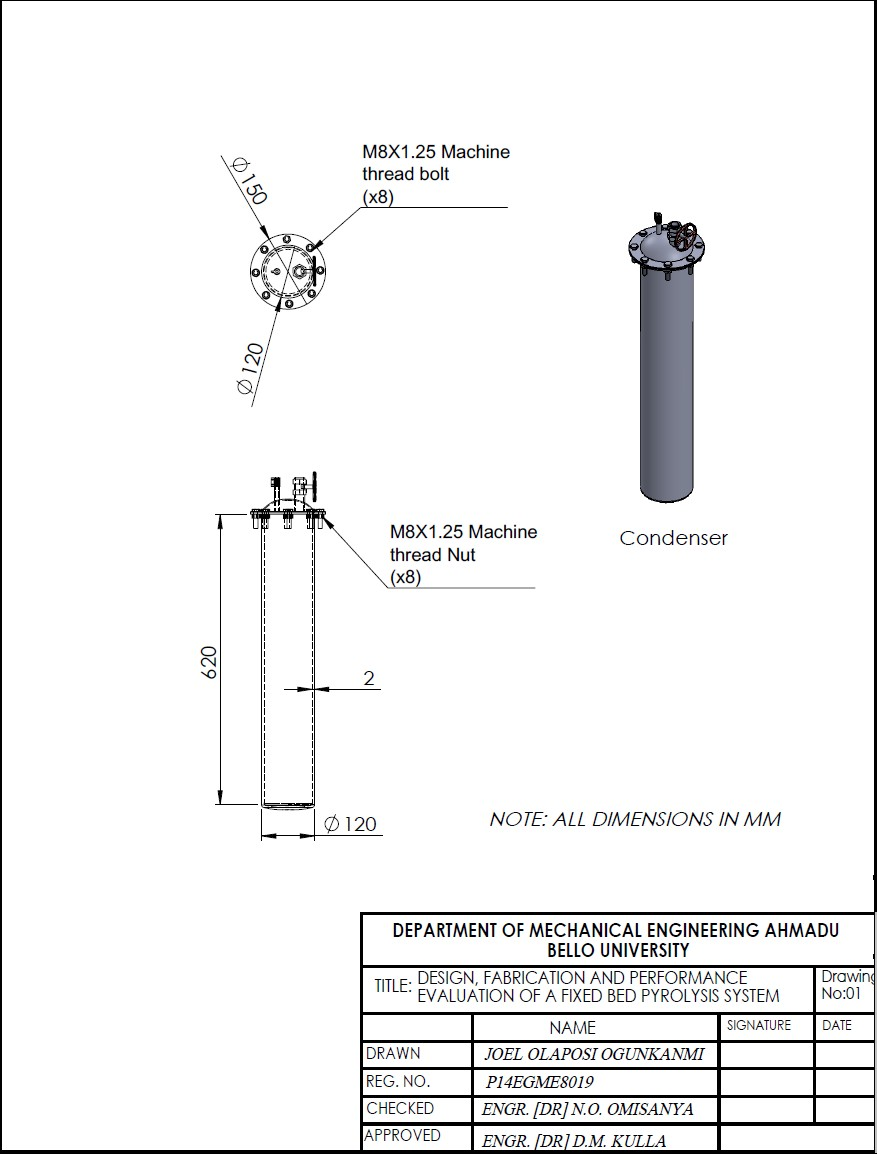 M8X1.25 Machine
thread bolt
(x8)
Ø150
Ø120
Condenser
M8X1.25 Machine
thread Nut
(x8)
620
2
Ø120
NOTE: ALL DIMENSIONS IN MM
DEPARTMENT OF MECHANICAL ENGINEERING AHMADU
BELLO UNIVERSITY
TITLE: DESIGN, FABRICATION AND PERFORMANCE
EVALUATION OF A FIXED BED PYROLYSIS SYSTEM
Drawing
No:01
NAME SIGNATURE DATE
DRAWN JOEL OLAPOSI OGUNKANMI
REG. NO. P14EGME8019
CHECKED ENGR. [DR] N.O. OMISANYA
APPROVED ENGR. [DR] D.M. KULLA